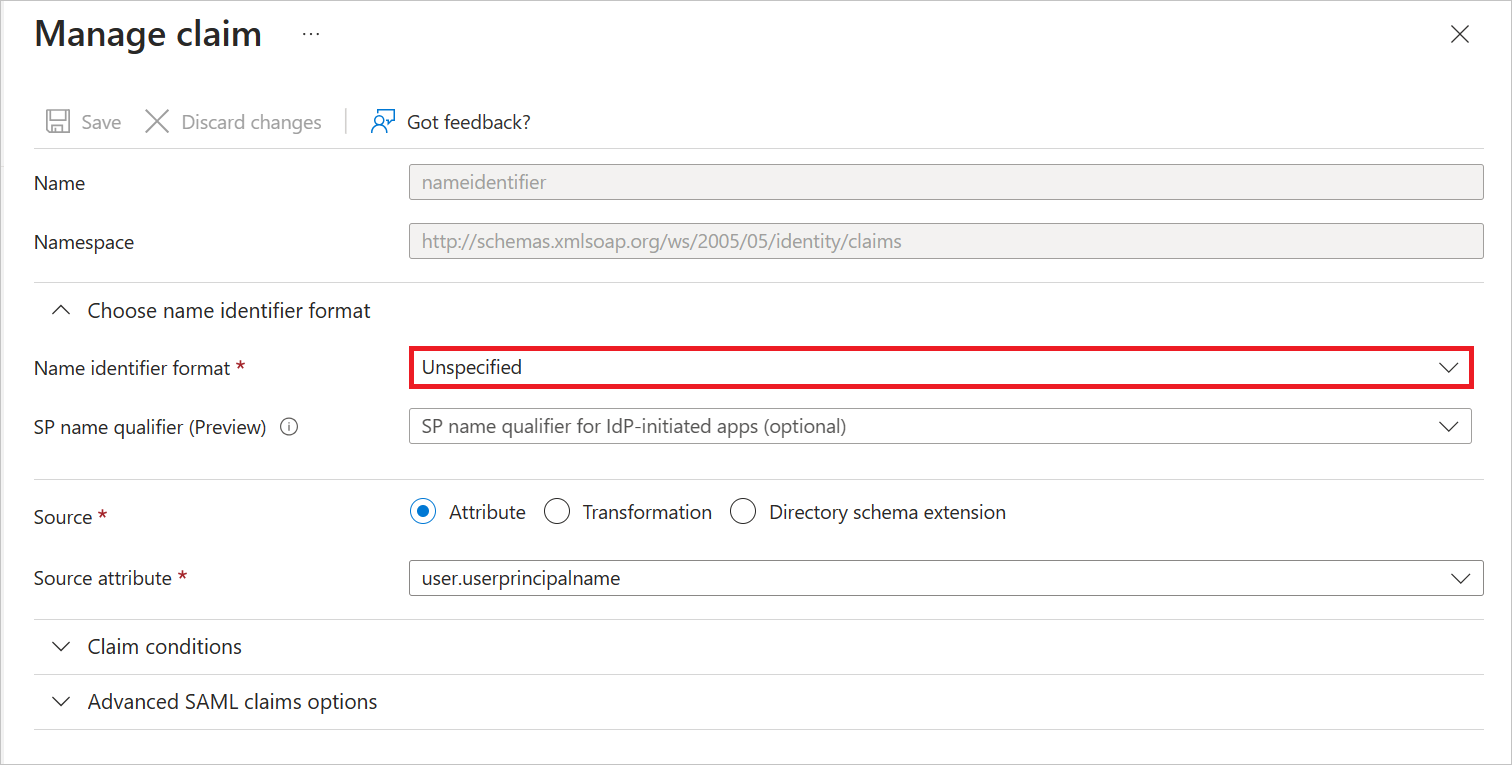 Manage claim ...
Save Discard changes Got feedback?
Name nameidentifier
Namespace http://schemas.xmlsoap.org/ws/2005/05/identity/claims
Choose name identifier format
Name identifier format * Unspecified
SP name qualifier (Preview) SP name qualifier for IdP-initiated apps (optional)
Source * Attribute Transformation Directory schema extension
Source attribute * user.userprincipalname
Claim conditions
Advanced SAML claims options